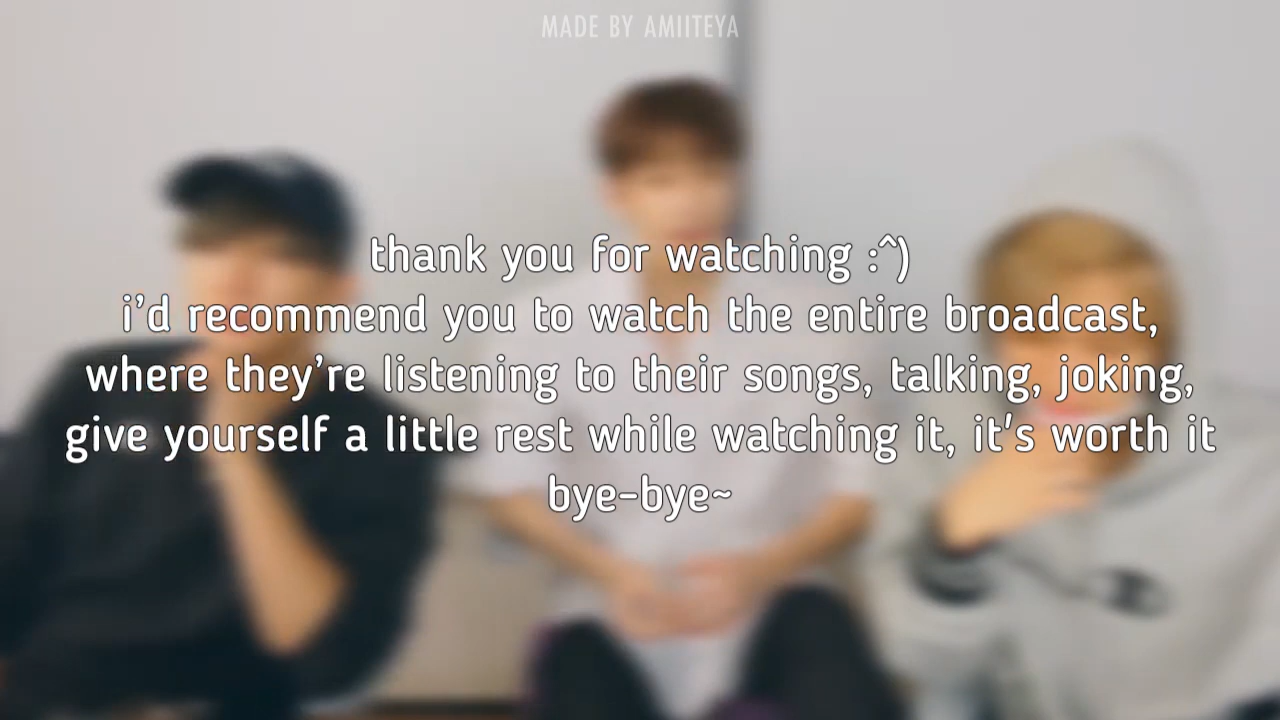 MADE BY AMIITEYA
thank you for watching :^)
i’d recommend you to watch the entire broadcast,
where they’re listening to their songs, talking, joking,
give yourself a little rest while watching it, it's worth it
bye-bye~